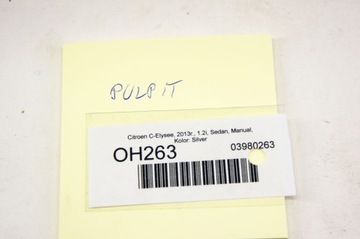 PULPIT
Citroen C-Elysee, 2013r., 1.2i, Sedan, Manual,
Kolor: Silver
OH263 03980263